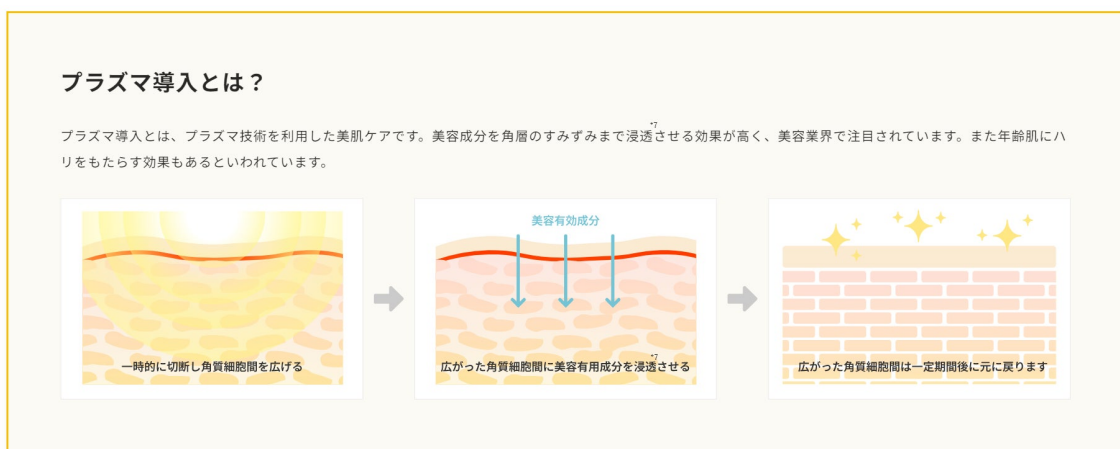 プラズマ導入とは？
プラズマ導入とは、プラズマ技術を利用した美肌ケアです。美容成分を角層のすみずみまで浸透*7させる効果が高く、美容業界で注目されています。また年齢肌にハ
リをもたらす効果もあるといわれています。
一時的に切断し角質細胞間を広げる
美容有効成分
広がった角質細胞間に美容有用成分を浸透*7させる
広がった角質細胞間は一定期間後に元に戻ります